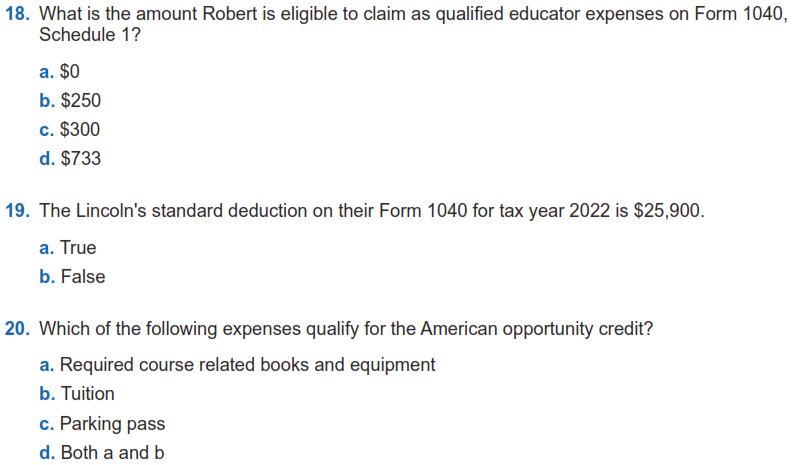 18. What is the amount Robert is eligible to claim as qualified educator expenses on Form 1040,
Schedule 1?
a. $0
b. $250
c. $300
d. $733
19. The Lincoln's standard deduction on their Form 1040 for tax year 2022 is $25,900.
a. True
b. False
20. Which of the following expenses qualify for the American opportunity credit?
a. Required course related books and equipment
b. Tuition
c. Parking pass
d. Both a and b